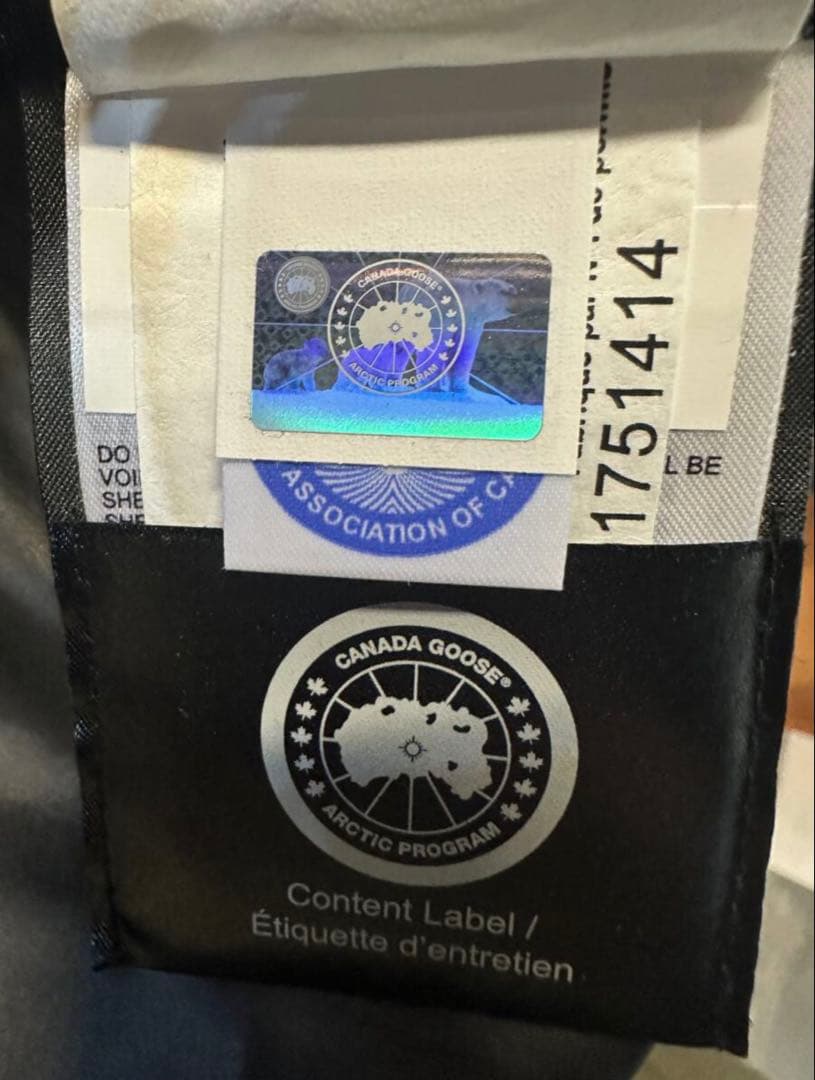 CANADA GOOSE®
ARCTIC PROGRAM
1751414
DO
VOI
SHE
SHE
L BE
ASSOCIATION OF CA
CANADA GOOSE®
ARCTIC PROGRAM
Content Label /
Étiquette d'entretien